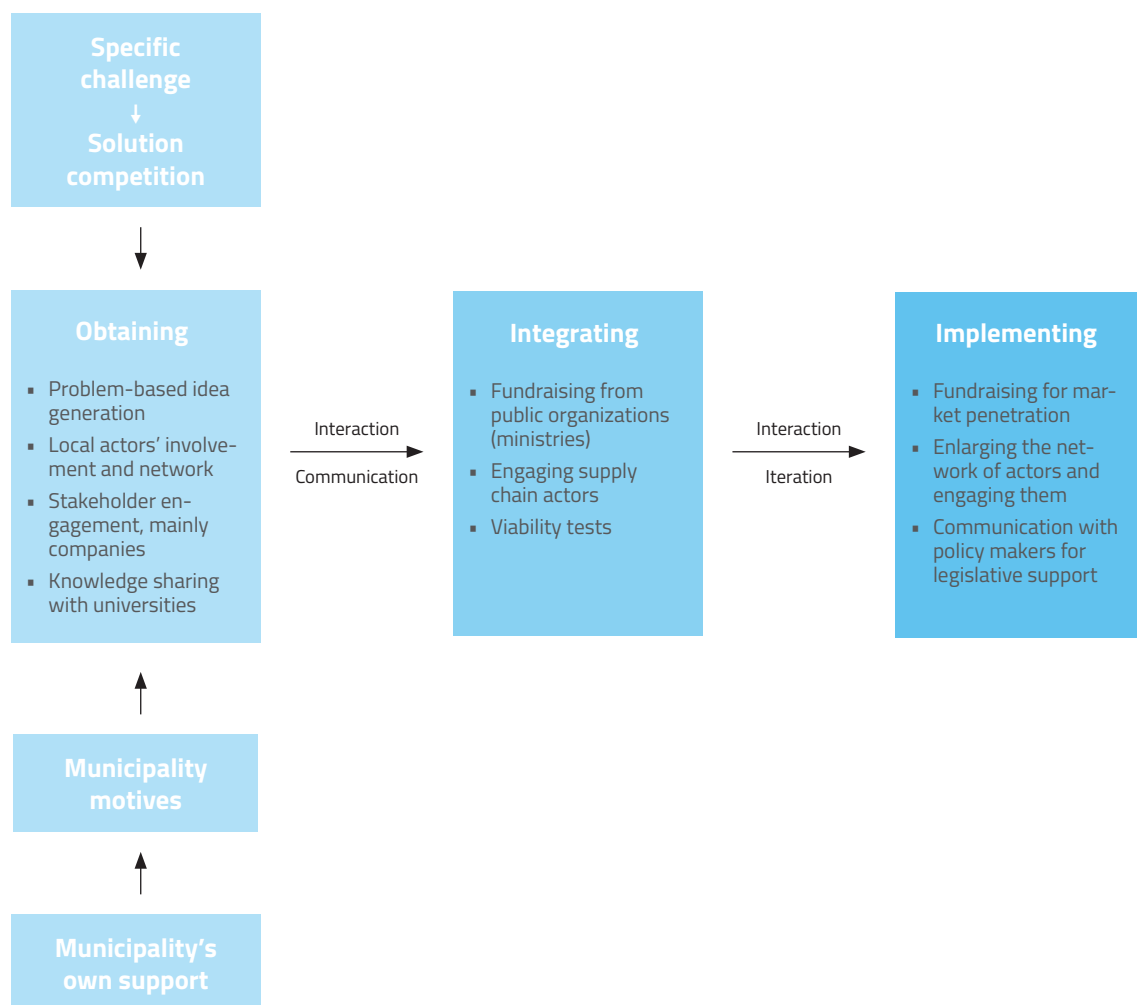 Specific
challenge
Solution
competition
Obtaining
▪ Problem-based idea
generation
▪ Local actors’ involve-
ment and network
▪ Stakeholder en-
gagement, mainly
companies
▪ Knowledge sharing
with universities
Interaction
Communication
Integrating
▪ Fundraising from
public organizations
(ministries)
▪ Engaging supply
chain actors
▪ Viability tests
Interaction
Iteration
Implementing
▪ Fundraising for mar-
ket penetration
▪ Enlarging the net-
work of actors and
engaging them
▪ Communication with
policy makers for
legislative support
Municipality
motives
Municipality’s
own support